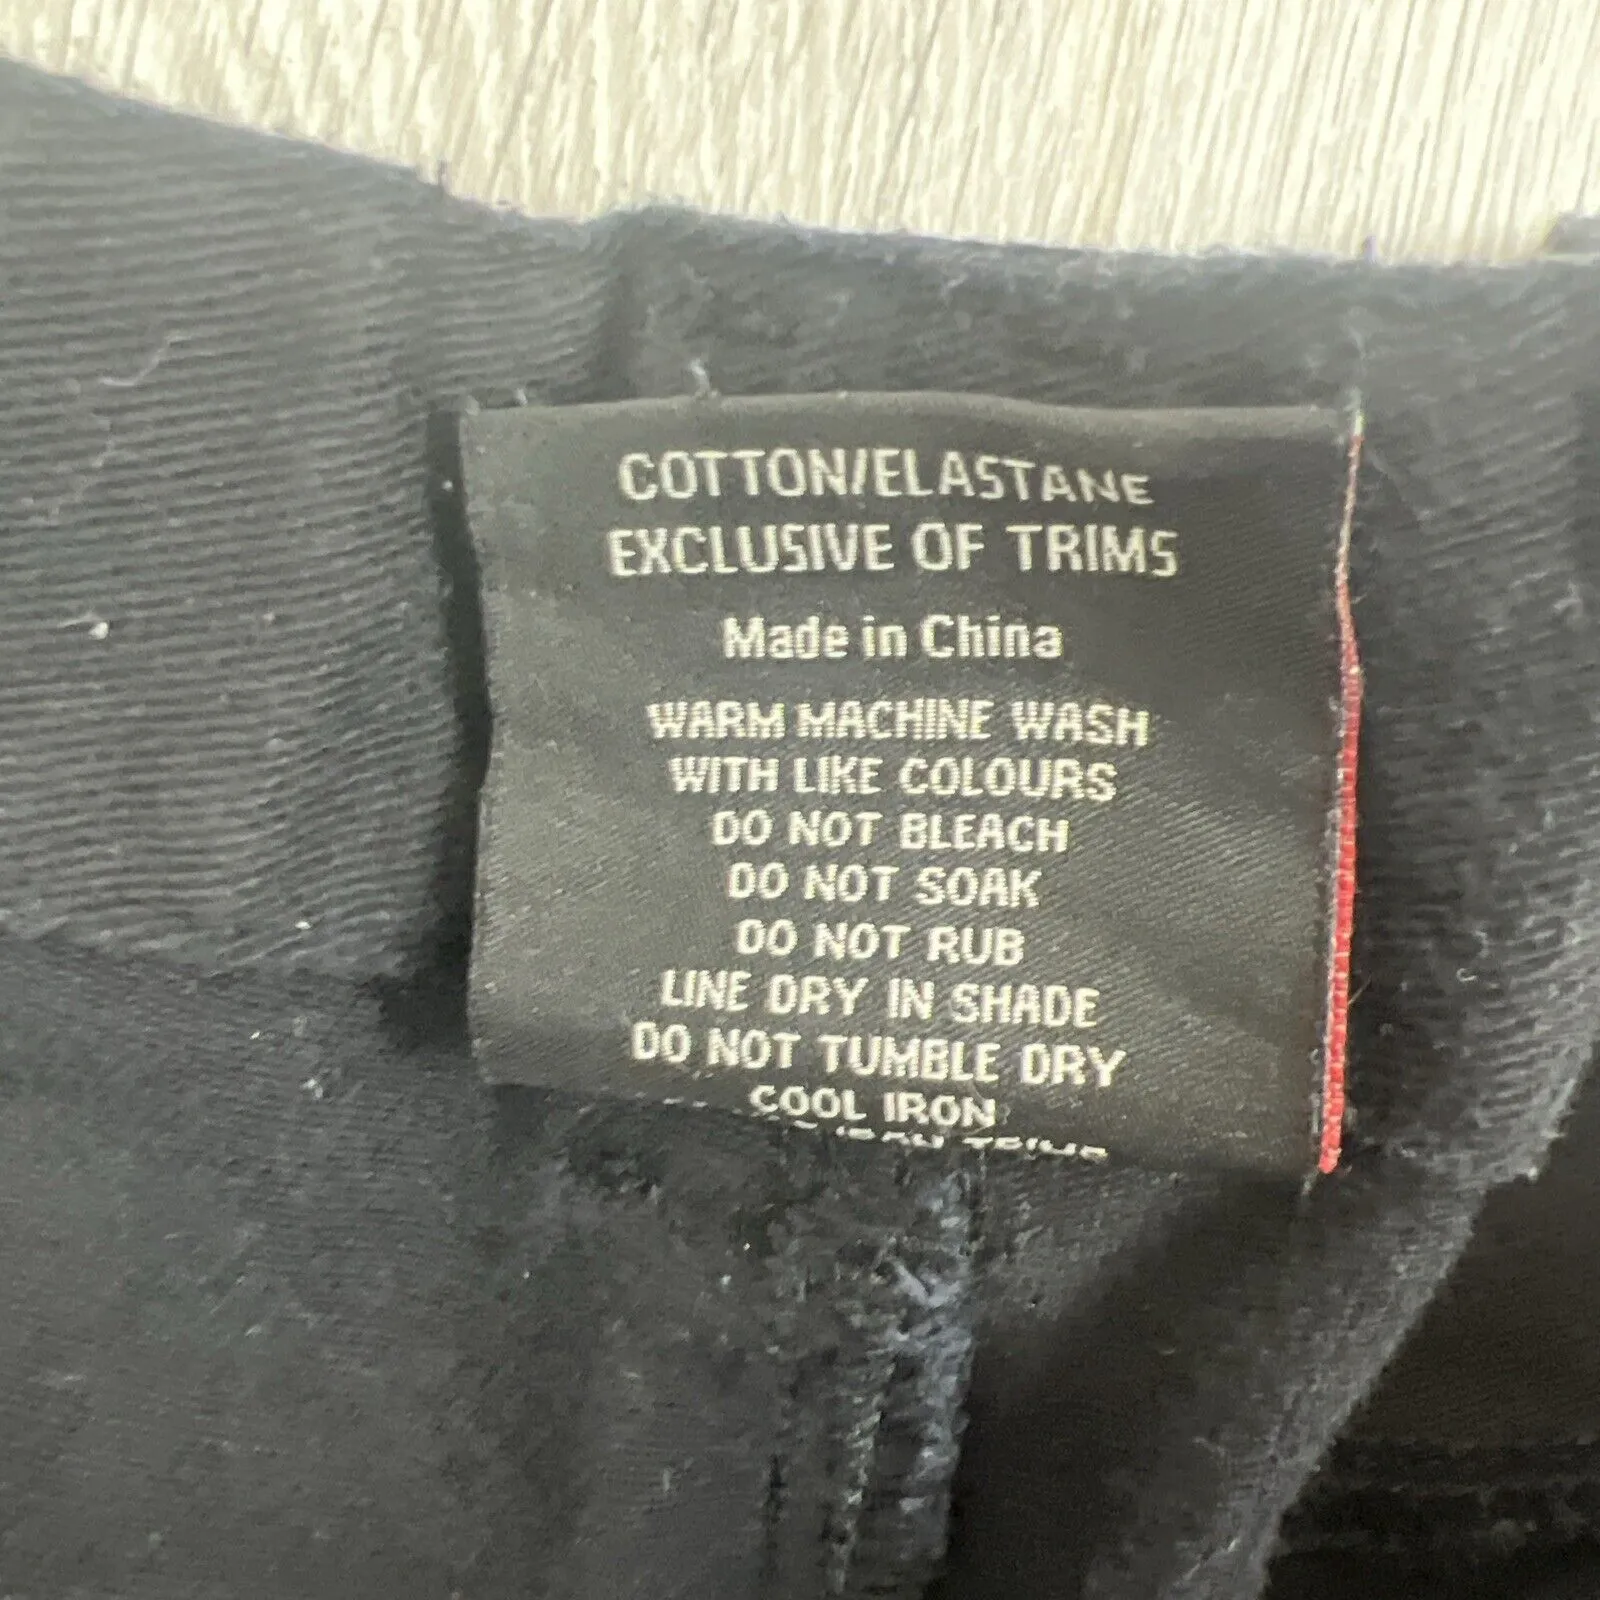 COTTON/ELASTANE
EXCLUSIVE OF TRIMS
Made in China
WARM MACHINE WASH
WITH LIKE COLOURS
DO NOT BLEACH
DO NOT SOAK
DO NOT RUB
LINE DRY IN SHADE
DO NOT TUMBLE DRY
COOL IRON